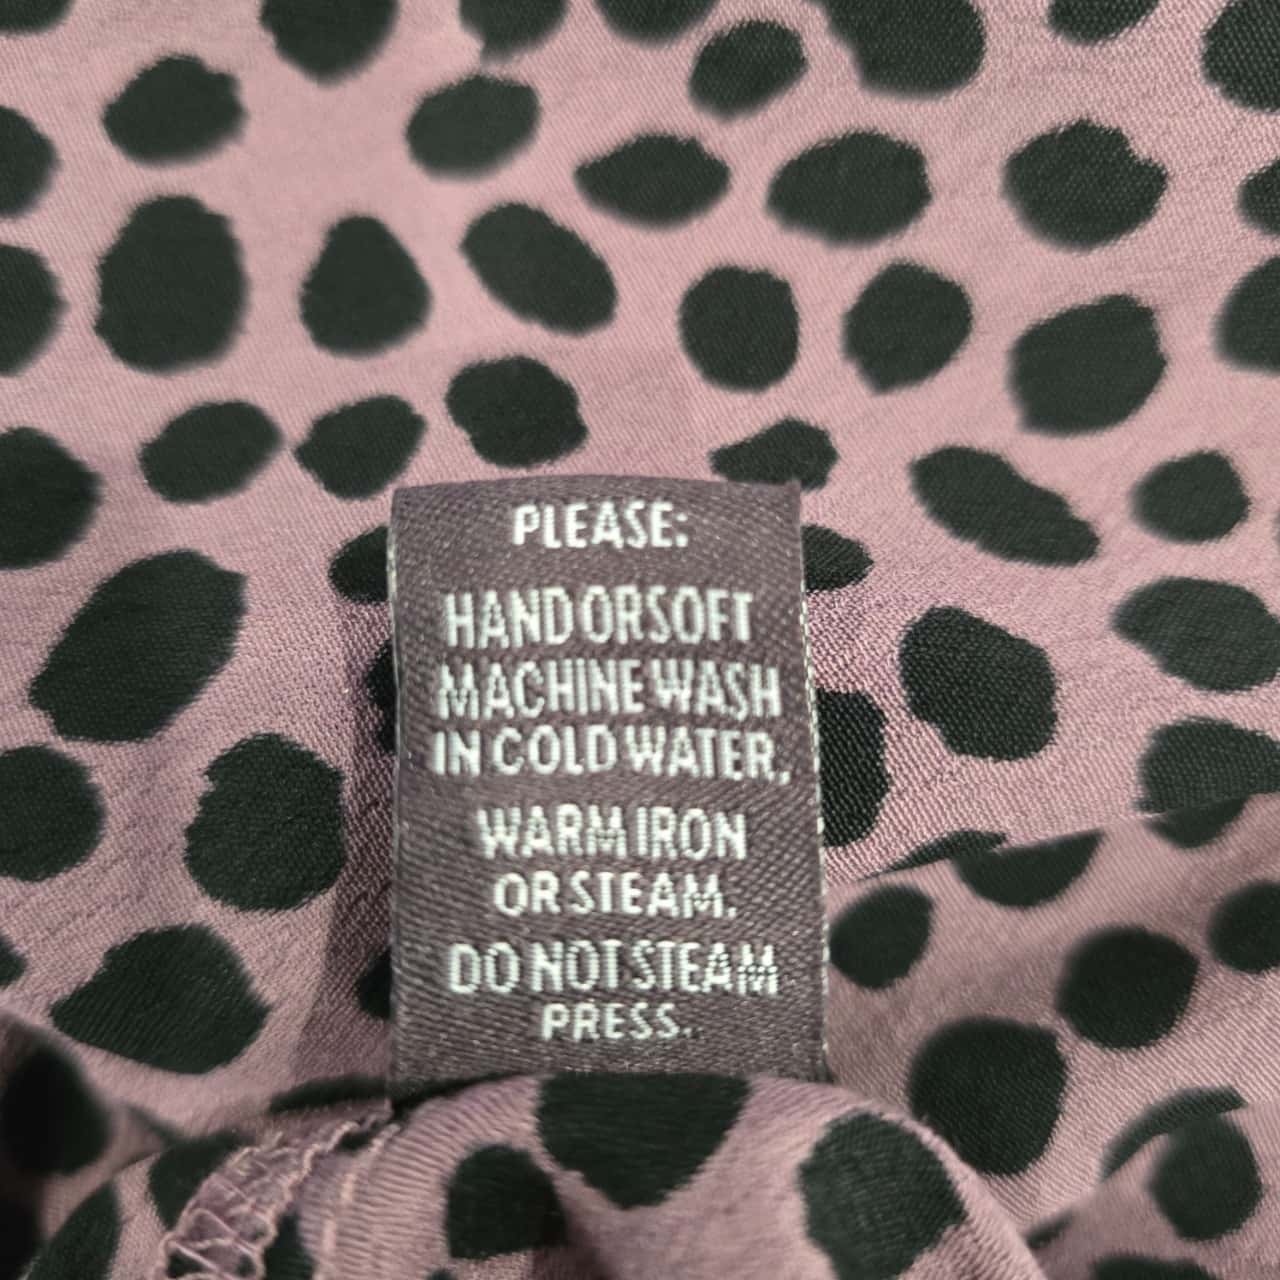 PLEASE:
HAND OR SOFT
MACHINE WASH
IN COLD WATER.
WARM IRON
OR STEAM.
DO NOT STEAM
PRESS.